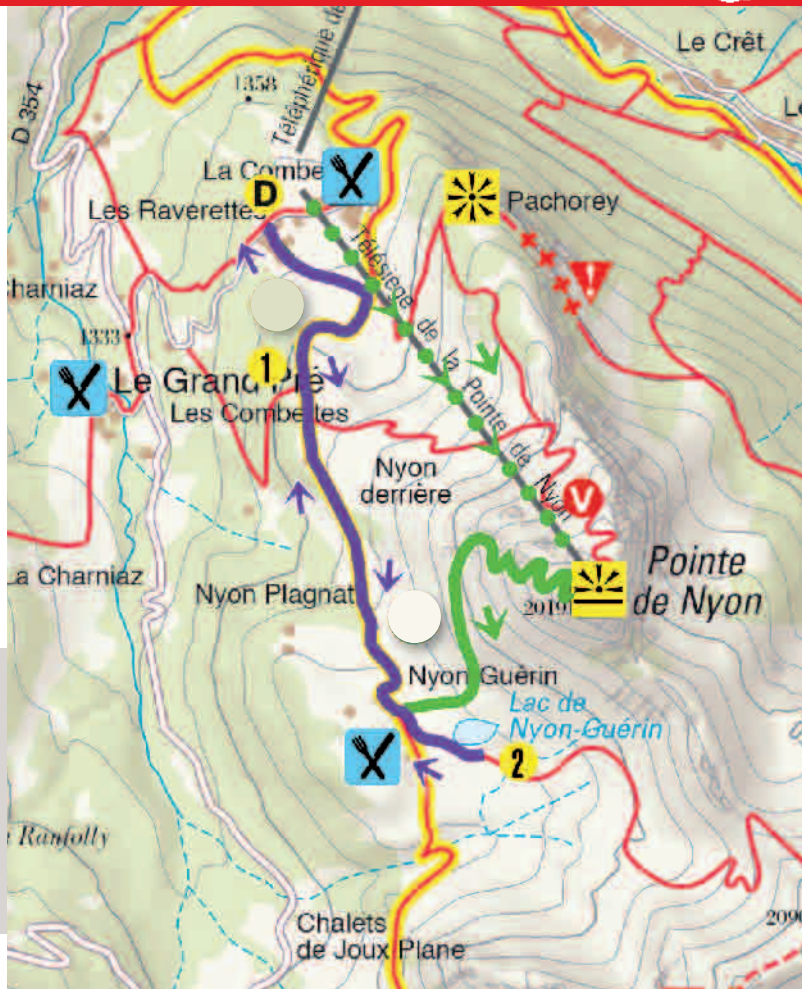 Le Crêt
Téléphérique de
1358
D 354
La Combe
D
Les Raverettes
Pachorey
Télésiège de la Pointe de Nyon
!
harniaz
1333
1
Le Grand Pré
Les Combettes
Nyon
derrière
V
La Charniaz
Nyon Plagnat
Pointe
de Nyon
2019
Nyon Guérin
Lac de
Nyon-Guérin
2
Ranfolly
Chalets
de Joux Plane